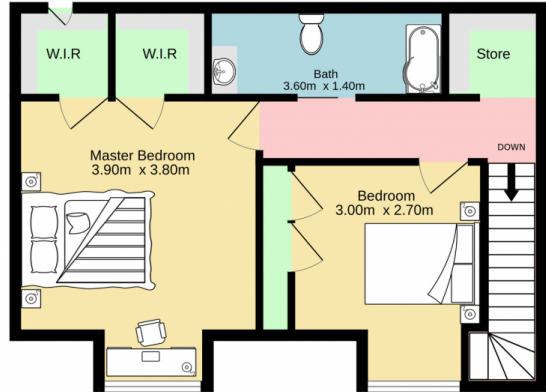 W.I.R
W.I.R
Bath
3.60m x 1.40m
Store
Master Bedroom
3.90m x 3.80m
DOWN
Bedroom
3.00m x 2.70m